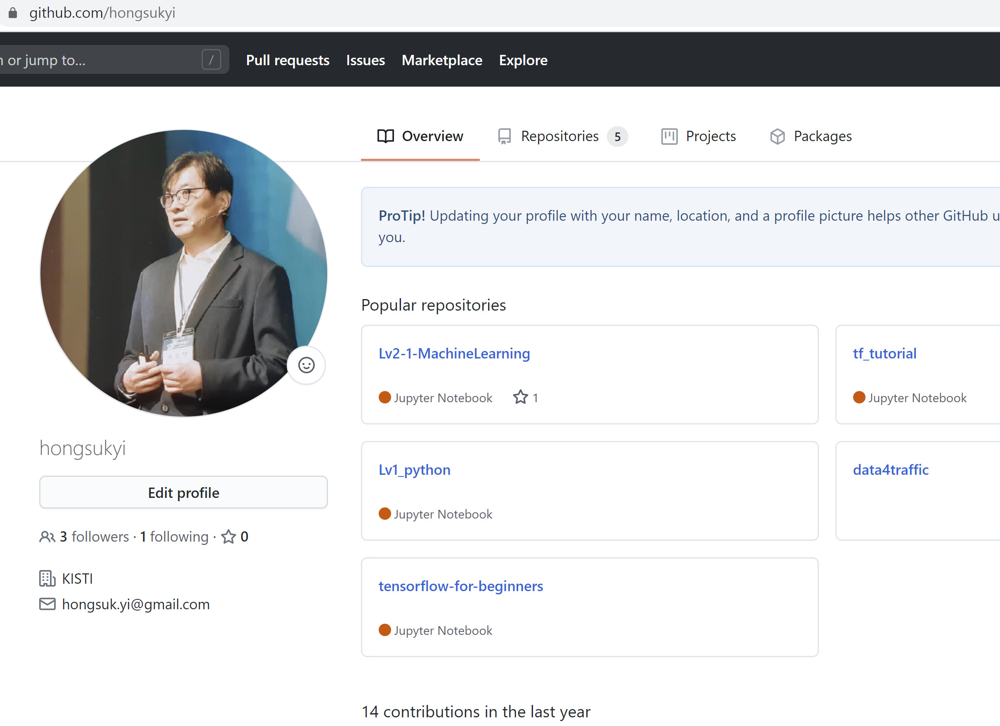 github.com/hongsukyi
or jump to...
/
Pull requests Issues Marketplace Explore
Overview Repositories 5 Projects Packages
ProTip! Updating your profile with your name, location, and a profile picture helps other GitHub u
you.
Popular repositories
Lv2-1-MachineLearning
Jupyter Notebook 1
tf_tutorial
Jupyter Notebook
hongsukyi
Edit profile
3 followers · 1 following · 0
KISTI
hongsuk.yi@gmail.com
Lv1_python
Jupyter Notebook
data4traffic
tensorflow-for-beginners
Jupyter Notebook
14 contributions in the last year